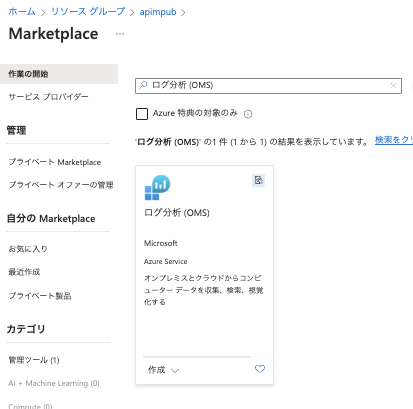 ホーム > リソース グループ > apimpub >
Marketplace ...
作業の開始
サービス プロバイダー
管理
プライベート Marketplace
プライベート オファーの管理
自分の Marketplace
お気に入り
最近作成
プライベート製品
カテゴリ
管理ツール (1)
AI + Machine Learning (0)
Compute (0)
ログ分析 (OMS)
Azure 特典の対象のみ
'ログ分析 (OMS)' の1 件 (1 から 1) の結果を表示しています。 検索をクリ
ログ分析 (OMS)
Microsoft
Azure Service
オンプレミスとクラウドからコンピ
ューター データを収集、検索、視覚
化する
作成